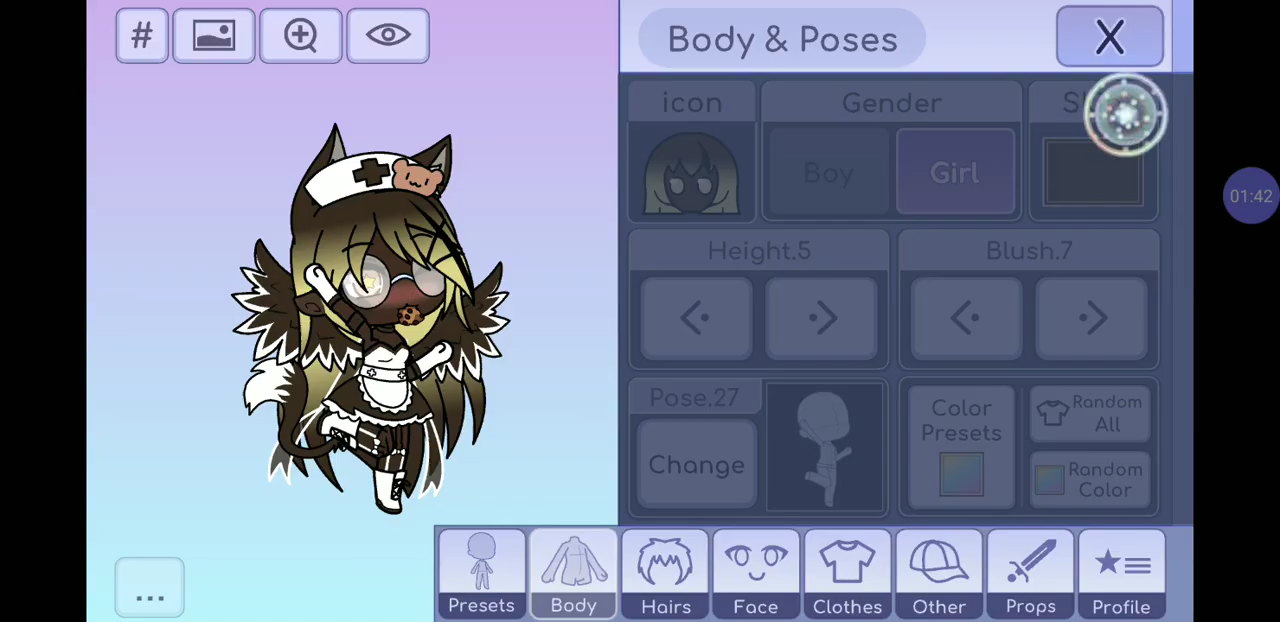 #
Body & Poses
X
icon
Gender
Boy
Girl
01:42
Height.5
Blush.7
Pose.27
Change
Color
Presets
Random
All
Random
Color
...
Presets
Body
Hairs
Face
Clothes
Other
Props
Profile